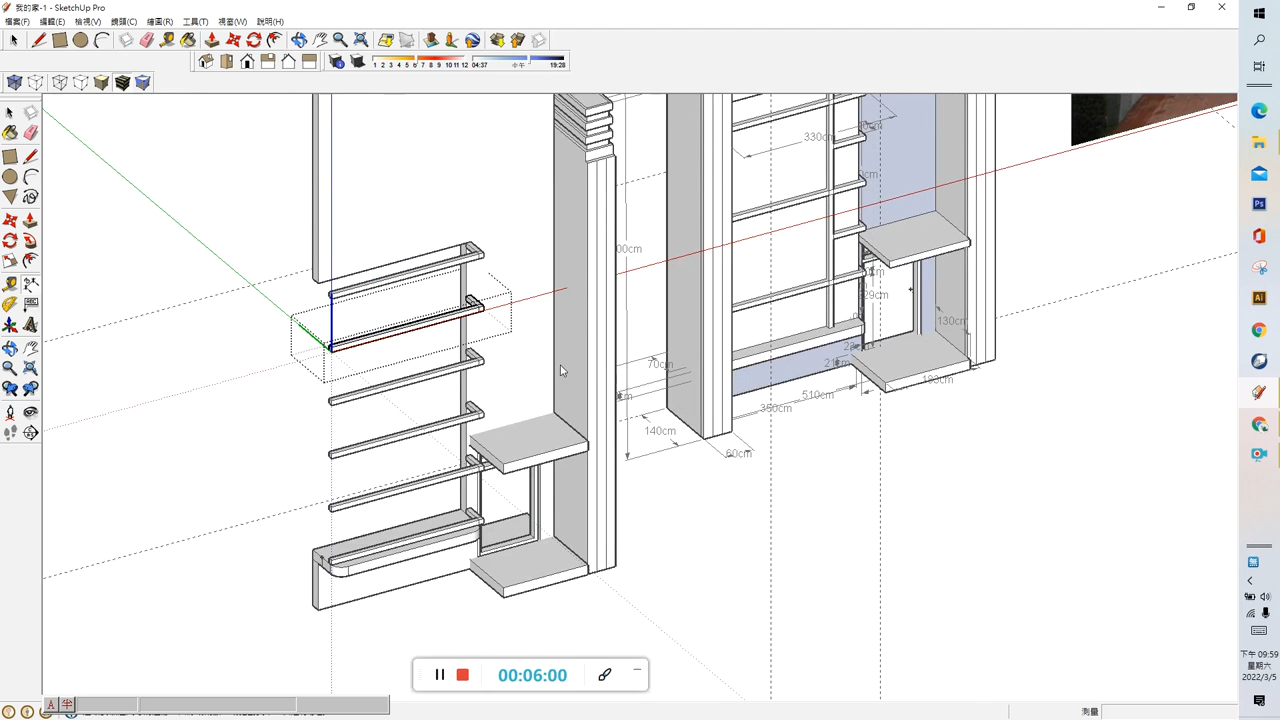 我的家-1 - SketchUp Pro
檔案(F) 編輯(E) 檢視(V) 鏡頭(C) 繪圖(R) 工具(T) 視窗(W) 說明(H)
1 2 3 4 5 6 7 8 9 10 11 12 04:37 中午 19:28
330cm
510cm
130cm
70cm
350cm
193cm
140cm
60cm
00:06:00
A 半
測量
下午 09:59
星期六
2022/3/5